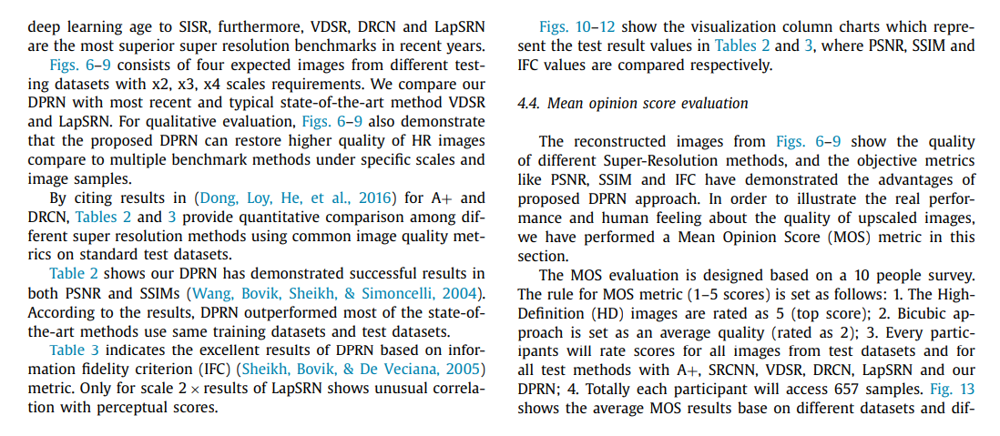 deep learning age to SISR, furthermore, VDSR, DRCN and LapSRN
are the most superior super resolution benchmarks in recent years.
Figs. 6–9 consists of four expected images from different test-
ing datasets with x2, x3, x4 scales requirements. We compare our
DPRN with most recent and typical state-of-the-art method VDSR
and LapSRN. For qualitative evaluation, Figs. 6–9 also demonstrate
that the proposed DPRN can restore higher quality of HR images
compare to multiple benchmark methods under specific scales and
image samples.
By citing results in (Dong, Loy, He, et al., 2016) for A+ and
DRCN, Tables 2 and 3 provide quantitative comparison among dif-
ferent super resolution methods using common image quality met-
rics on standard test datasets.
Table 2 shows our DPRN has demonstrated successful results in
both PSNR and SSIMs (Wang, Bovik, Sheikh, & Simoncelli, 2004).
According to the results, DPRN outperformed most of the state-of-
the-art methods use same training datasets and test datasets.
Table 3 indicates the excellent results of DPRN based on infor-
mation fidelity criterion (IFC) (Sheikh, Bovik, & De Veciana, 2005)
metric. Only for scale 2 × results of LapSRN shows unusual correla-
tion with perceptual scores.
Figs. 10–12 show the visualization column charts which repre-
sent the test result values in Tables 2 and 3, where PSNR, SSIM and
IFC values are compared respectively.
4.4. Mean opinion score evaluation
The reconstructed images from Figs. 6–9 show the quality
of different Super-Resolution methods, and the objective metrics
like PSNR, SSIM and IFC have demonstrated the advantages of
proposed DPRN approach. In order to illustrate the real perfor-
mance and human feeling about the quality of upscaled images,
we have performed a Mean Opinion Score (MOS) metric in this
section.
The MOS evaluation is designed based on a 10 people survey.
The rule for MOS metric (1–5 scores) is set as follows: 1. The High-
Definition (HD) images are rated as 5 (top score); 2. Bicubic ap-
proach is set as an average quality (rated as 2); 3. Every partic-
ipants will rate scores for all images from test datasets and for
all test methods with A+, SRCNN, VDSR, DRCN, LapSRN and our
DPRN; 4. Totally each participant will access 657 samples. Fig. 13
shows the average MOS results base on different datasets and dif-